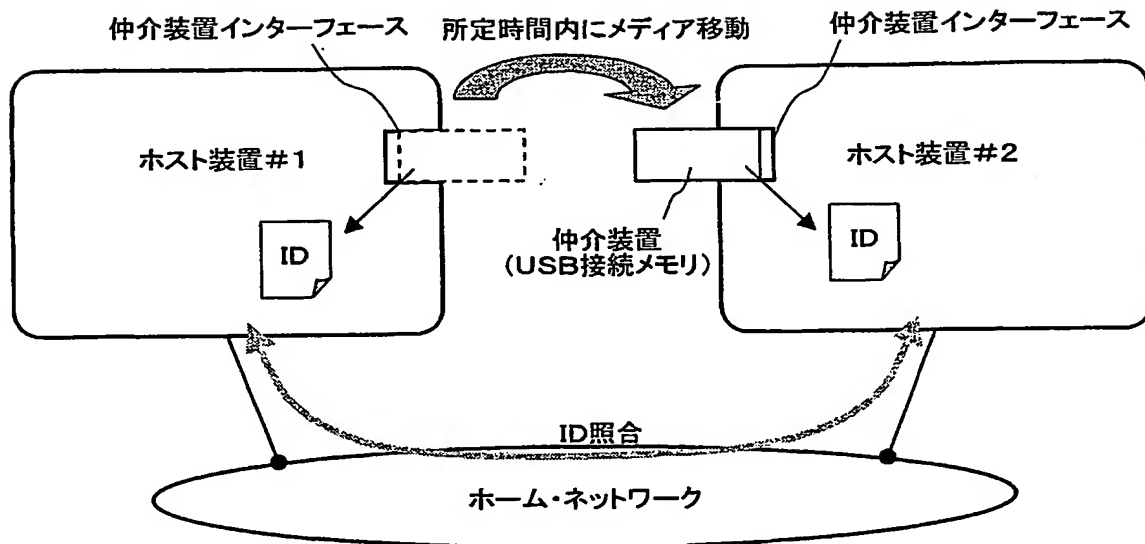 仲介装置インターフェース
所定時間内にメディア移動
仲介装置インターフェース
ホスト装置#1
ホスト装置#2
ID
仲介装置
(USB接続メモリ)
ID
ID照合
ホーム・ネットワーク